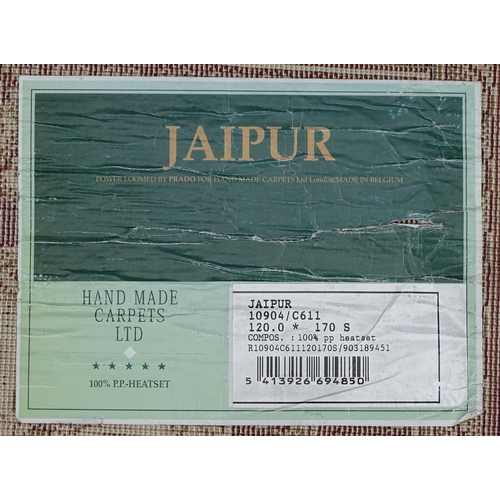 JAIPUR
POWER LOOMED BY PRADO FOR HAND MADE CARPETS Ltd London MADE IN BELGIUM
HAND MADE
CARPETS
LTD
100% P.P.-HEATSET
JAIPUR
10904/C611
120.0 * 170 S
COMPOS. : 100% pp heatset
R10904C611120170S/903189451
5 413926 694850